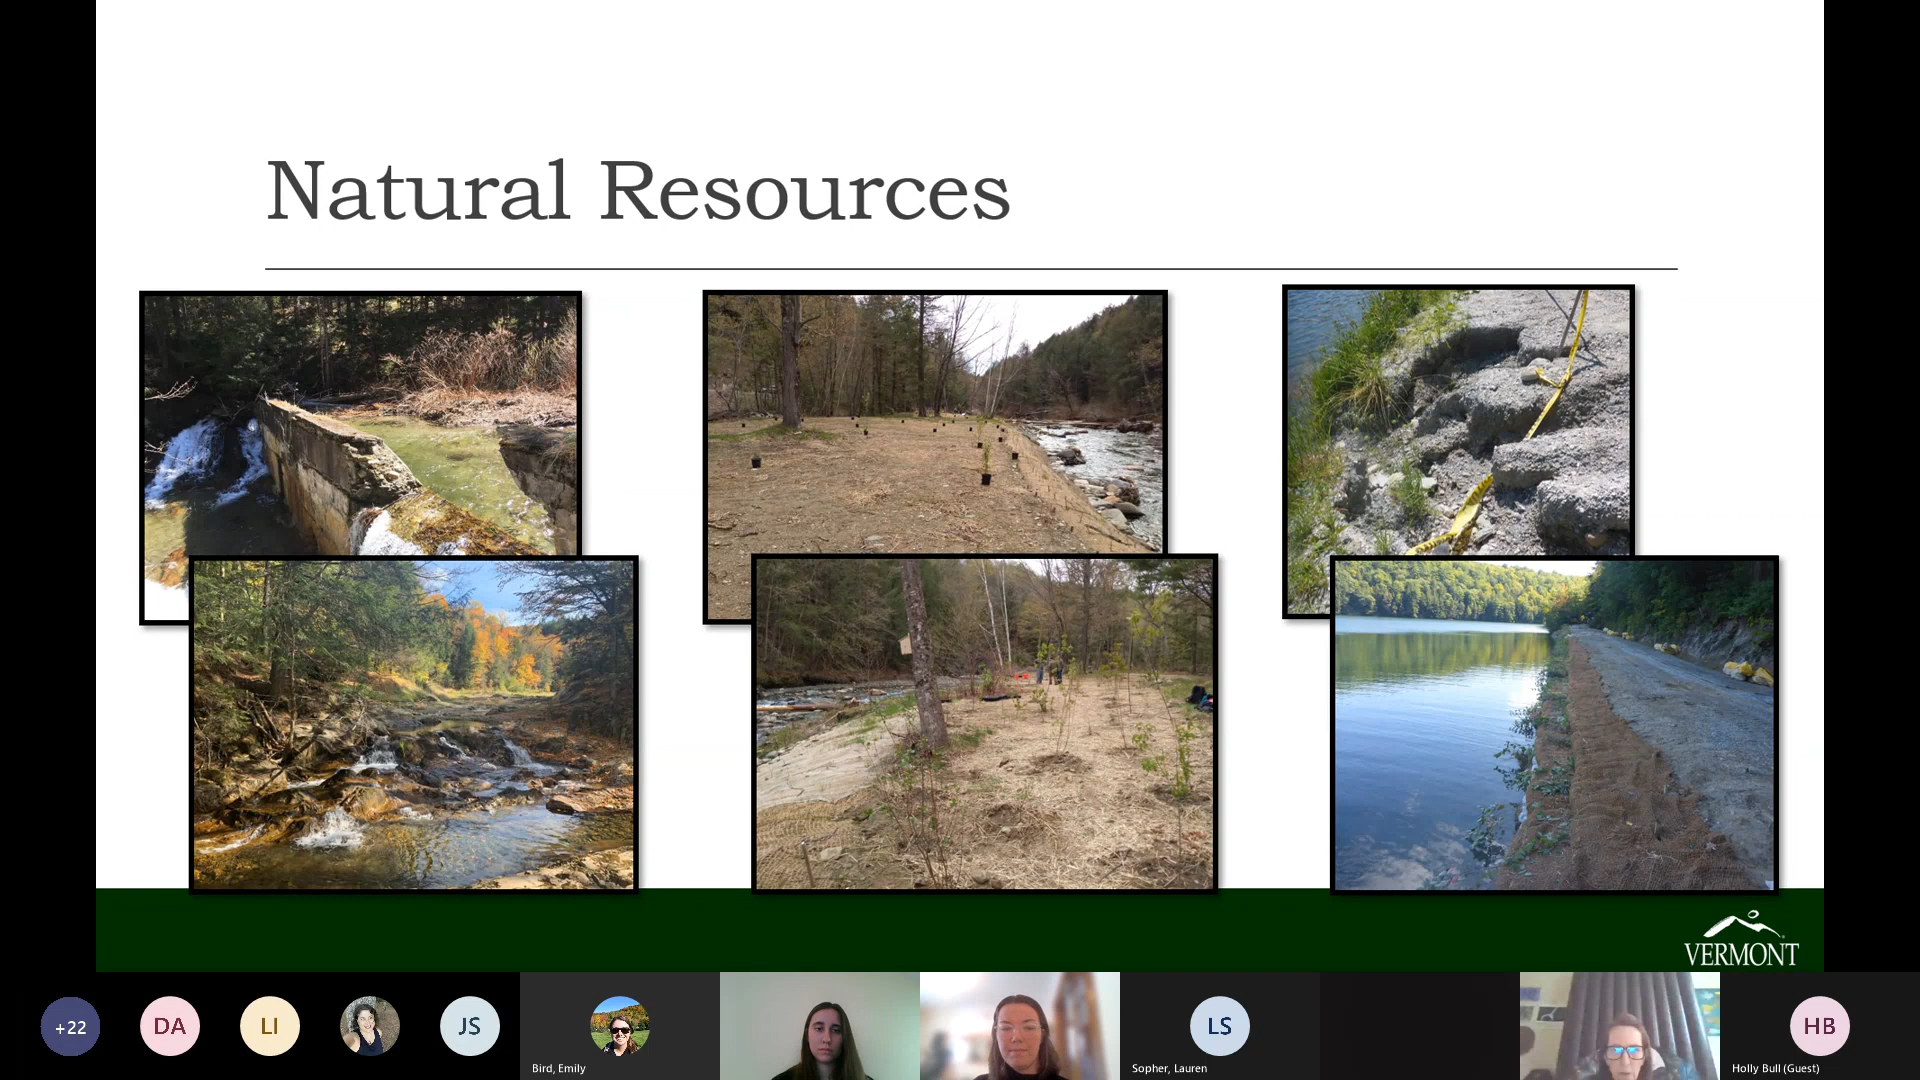 Natural Resources
VERMONT
+22
DA
LI
JS
Bird, Emily
LS
Sopher, Lauren
HB
Holly Bull (Guest)